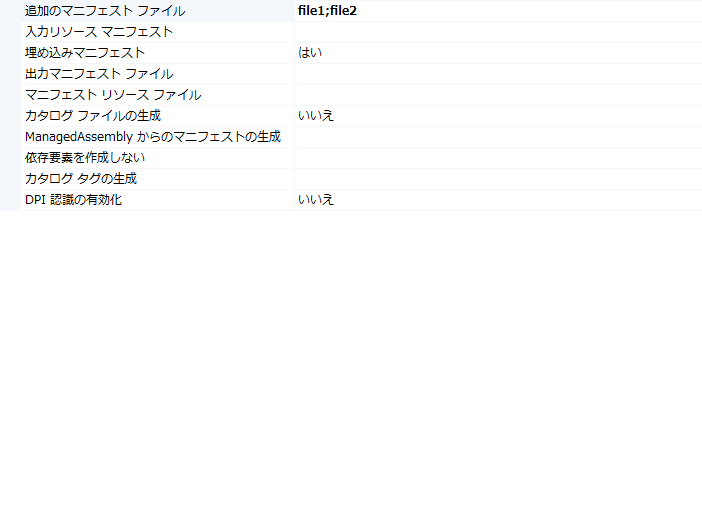 追加のマニフェスト ファイル file1;file2
入力リソース マニフェスト
埋め込みマニフェスト はい
出力マニフェスト ファイル
マニフェスト リソース ファイル
カタログ ファイルの生成 いいえ
ManagedAssembly からのマニフェストの生成
依存要素を作成しない
カタログ タグの生成
DPI 認識の有効化 いいえ